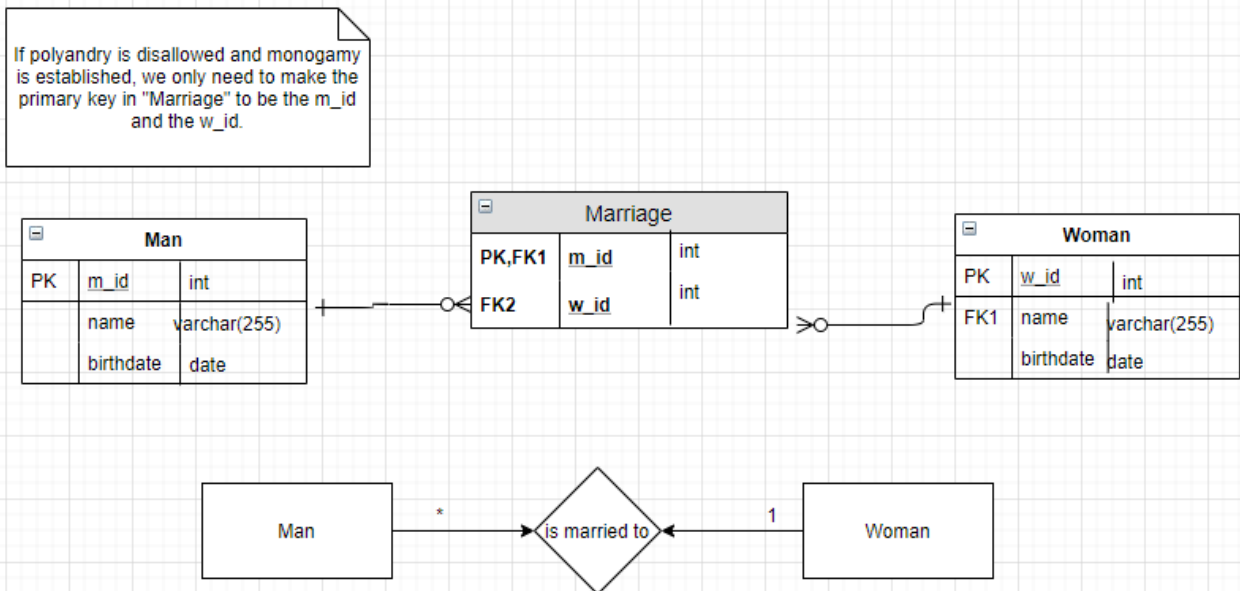 If polyandry is disallowed and monogamy
is established, we only need to make the
primary key in "Marriage" to be the m_id
and the w_id.
Man
PK m_id int
name varchar(255)
birthdate date
Marriage
PK,FK1 m_id int
FK2 w_id int
Woman
PK w_id int
FK1 name varchar(255)
birthdate date
Man
*
is married to
1
Woman